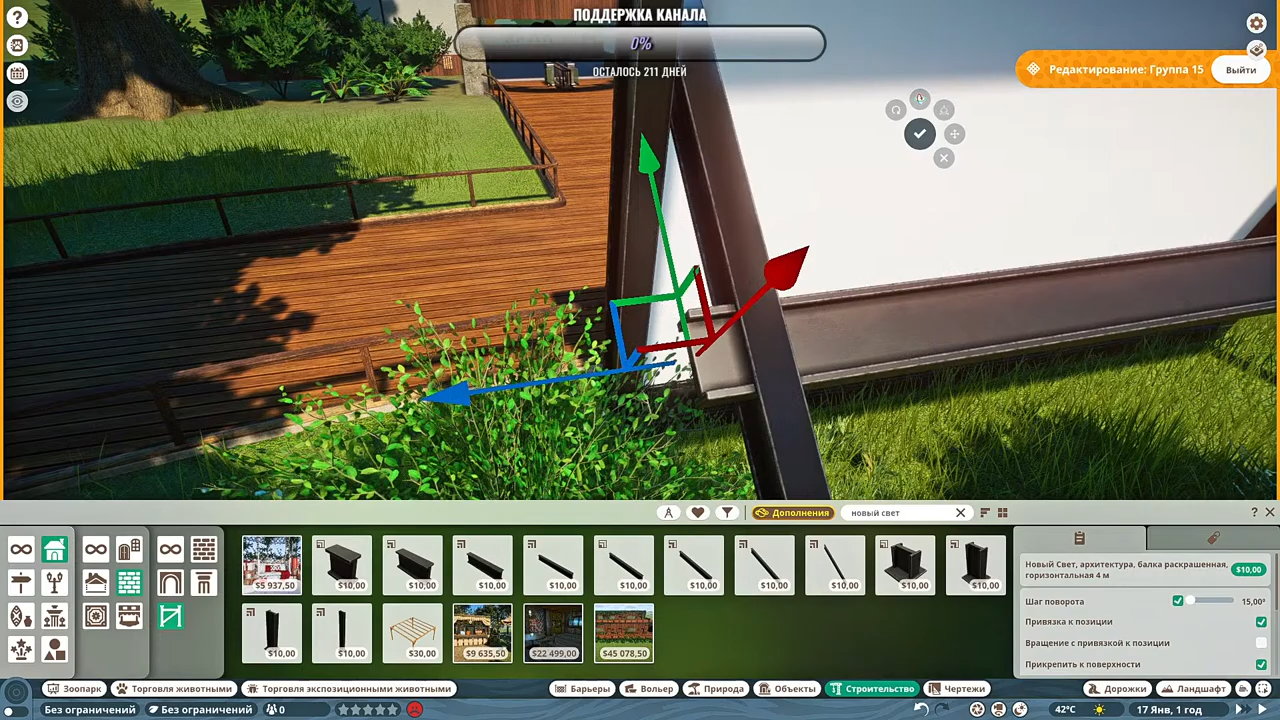 ПОДДЕРЖКА КАНАЛА
0%
ОСТАЛОСЬ 211 ДНЕЙ
Редактирование: Группа 15
Выйти
Дополнения
новый свет
$5 937,50
$10,00
$10,00
$10,00
$10,00
$10,00
$10,00
$10,00
$10,00
$10,00
$10,00
$10,00
$10,00
$30,00
$9 635,50
$22 499,00
$45 078,50
Новый Свет, архитектура, балка раскрашенная, горизонтальная 4 м
$10,00
Шаг поворота
15,00°
Привязка к позиции
Вращение с привязкой к позиции
Прикрепить к поверхности
Зоопарк
Торговля животными
Торговля экспозиционными животными
Барьеры
Вольер
Природа
Объекты
Строительство
Чертежи
Дорожки
Ландшафт
Без ограничений
Без ограничений
0
42°C
17 Янв, 1 год